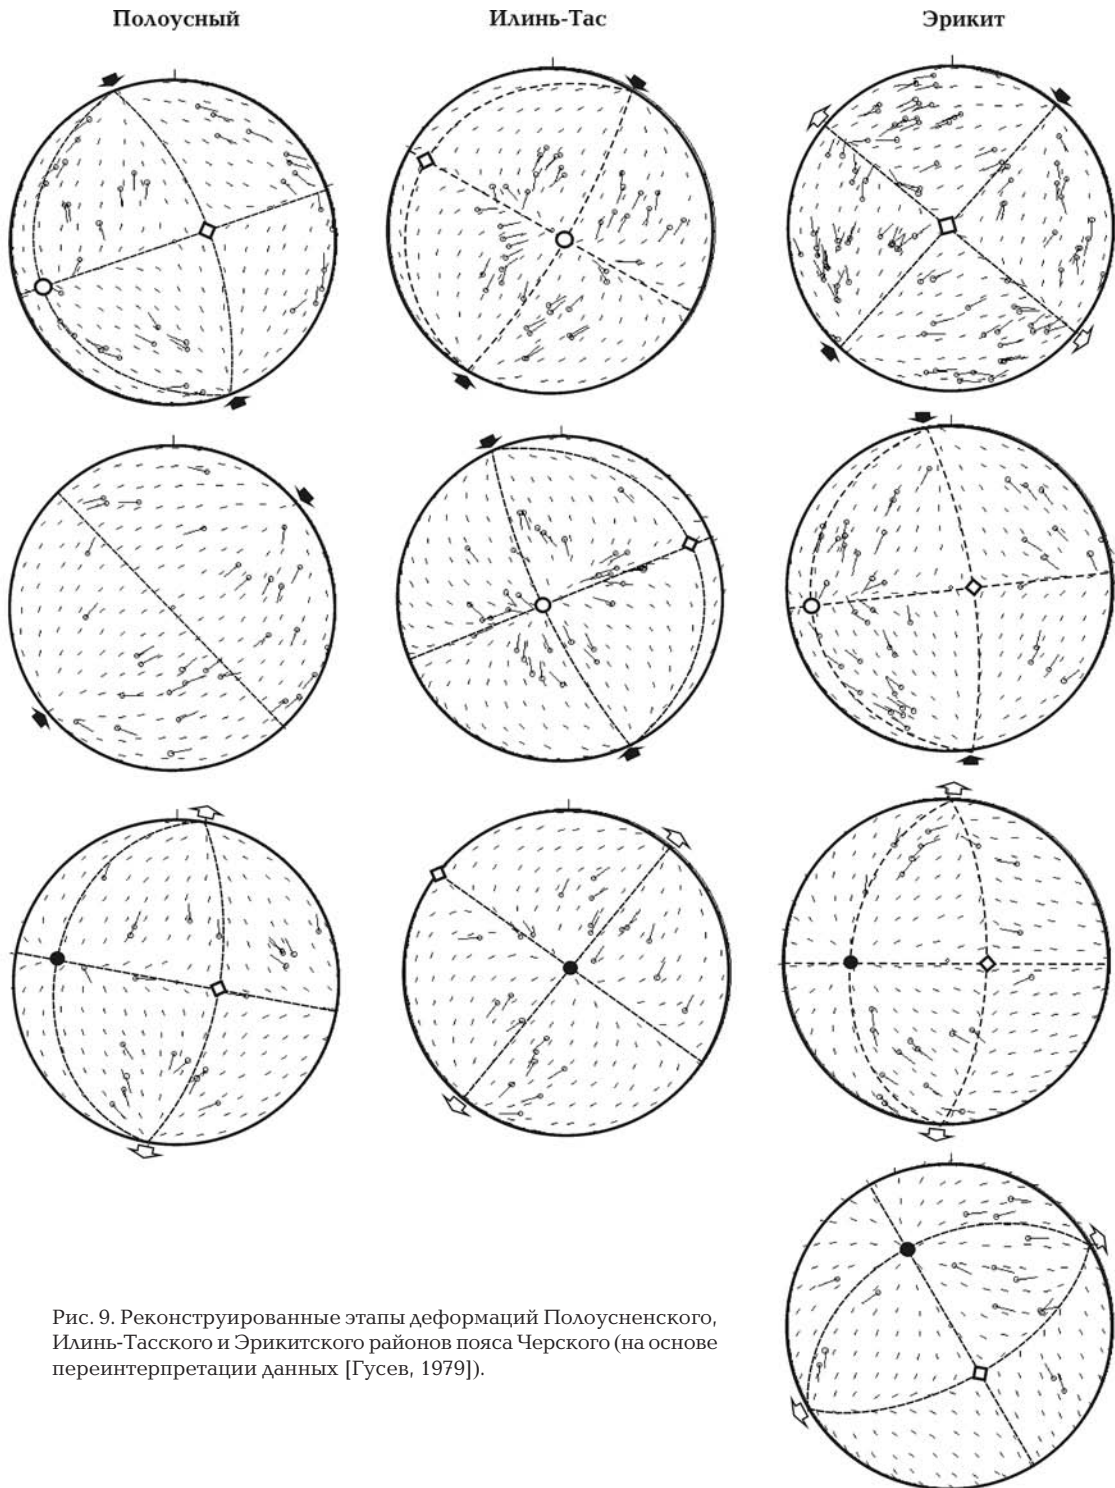 Полоусный
Илинь-Тас
Эрикит
Рис. 9. Реконструированные этапы деформаций Полоусненского,
Илинь-Тасского и Эрикитского районов пояса Черского (на основе
переинтерпретации данных [Гусев, 1979]).